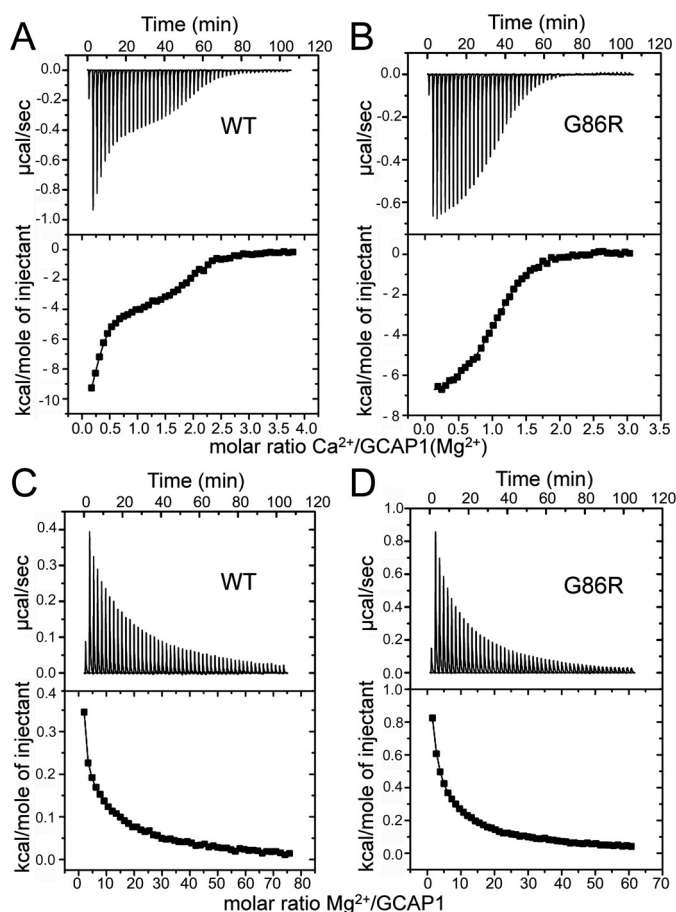 A
Time (min)
0 20 40 60 80 100 120
0.0
-0.2
-0.4
-0.6
-0.8
-1.0
µcal/sec
WT
0
- 2
- 4
- 6
- 8
- 10
kcal/mole of injectant
0.0 0.5 1.0 1.5 2.0 2.5 3.0 3.5 4.0
B
Time (min)
0 20 40 60 80 100 120
0.0
-0.2
-0.4
-0.6
µcal/sec
G86R
0
- 2
- 4
- 6
- 8
kcal/mole of injectant
0.0 0.5 1.0 1.5 2.0 2.5 3.0 3.5
molar ratio Ca²⁺/GCAP1(Mg²⁺)
C
Time (min)
0 20 40 60 80 100 120
0.4
0.3
0.2
0.1
0.0
µcal/sec
WT
0.4
0.3
0.2
0.1
0.0
kcal/mole of injectant
0 10 20 30 40 50 60 70 80
D
Time (min)
0 20 40 60 80 100 120
1.0
0.8
0.6
0.4
0.2
0.0
µcal/sec
G86R
1.0
0.8
0.6
0.4
0.2
0.0
kcal/mole of injectant
0 10 20 30 40 50 60 70
molar ratio Mg²⁺/GCAP1